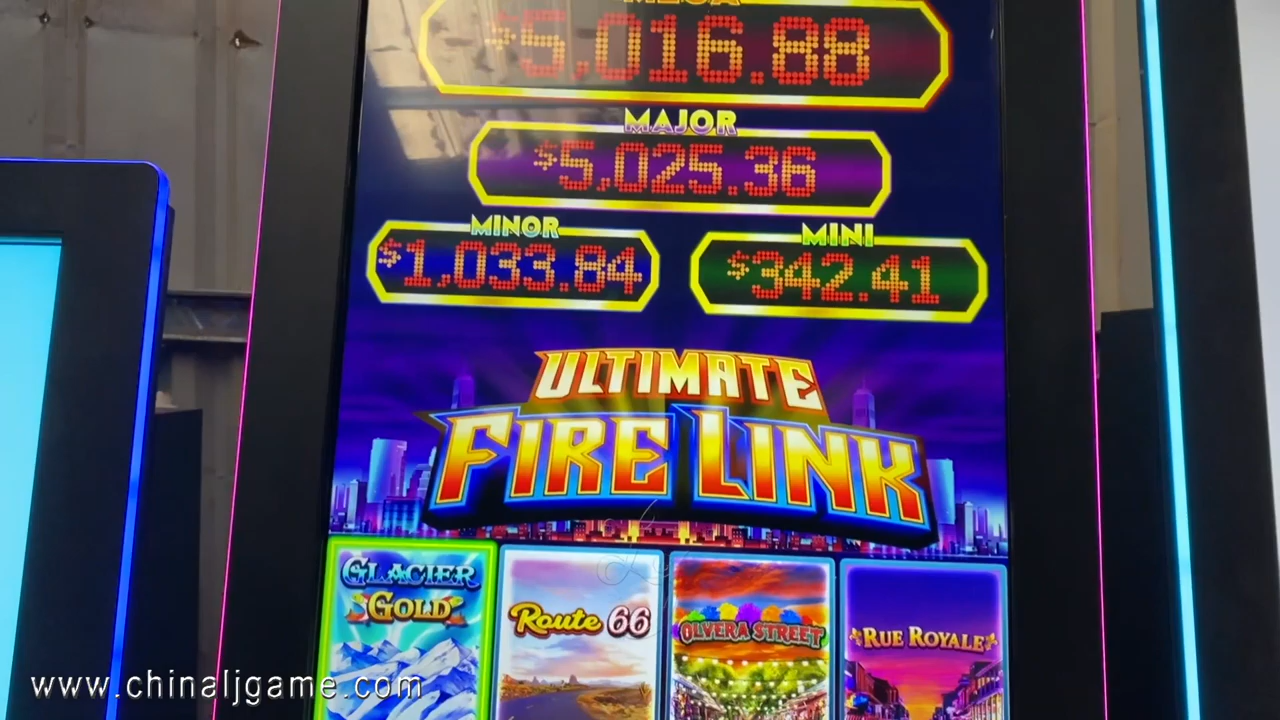 MEGA
$5,016.88
MAJOR
$5,025.36
MINOR
$1,033.84
MINI
$342.41
ULTIMATE
FIRE LINK
GLACIER
GOLD
Route 66
OLVERA STREET
RUE ROYALE
www.chinaljgame.com